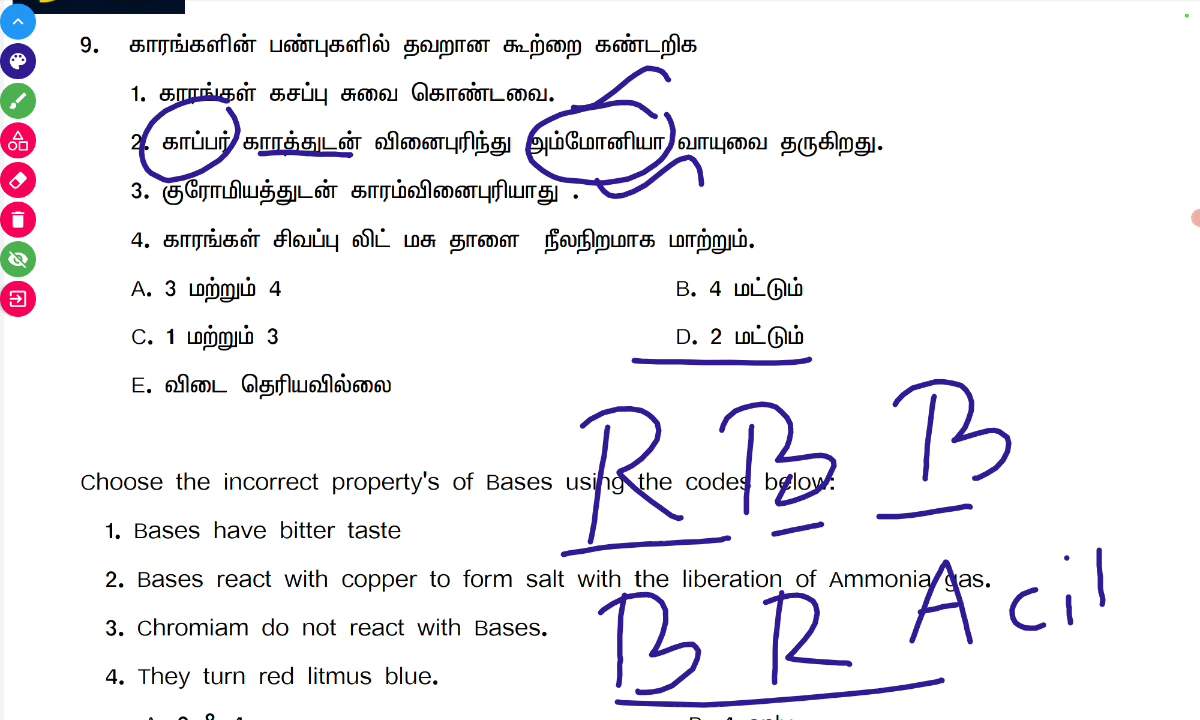 9. காரங்களின் பண்புகளில் தவறான கூற்றை கண்டறிக
1. காரங்கள் கசப்பு சுவை கொண்டவை.
2. காப்பர் காரத்துடன் வினைபுரிந்து அம்மோனியா வாயுவை தருகிறது.
3. குரோமியத்துடன் காரம்வினைபுரியாது .
4. காரங்கள் சிவப்பு லிட் மசு தாளை நீலநிறமாக மாற்றும்.
A. 3 மற்றும் 4 B. 4 மட்டும்
C. 1 மற்றும் 3 D. 2 மட்டும்
E. விடை தெரியவில்லை
R B B
Choose the incorrect property's of Bases using the codes below:
1. Bases have bitter taste
2. Bases react with copper to form salt with the liberation of Ammonia gas.
B R Acil
3. Chromiam do not react with Bases.
4. They turn red litmus blue.